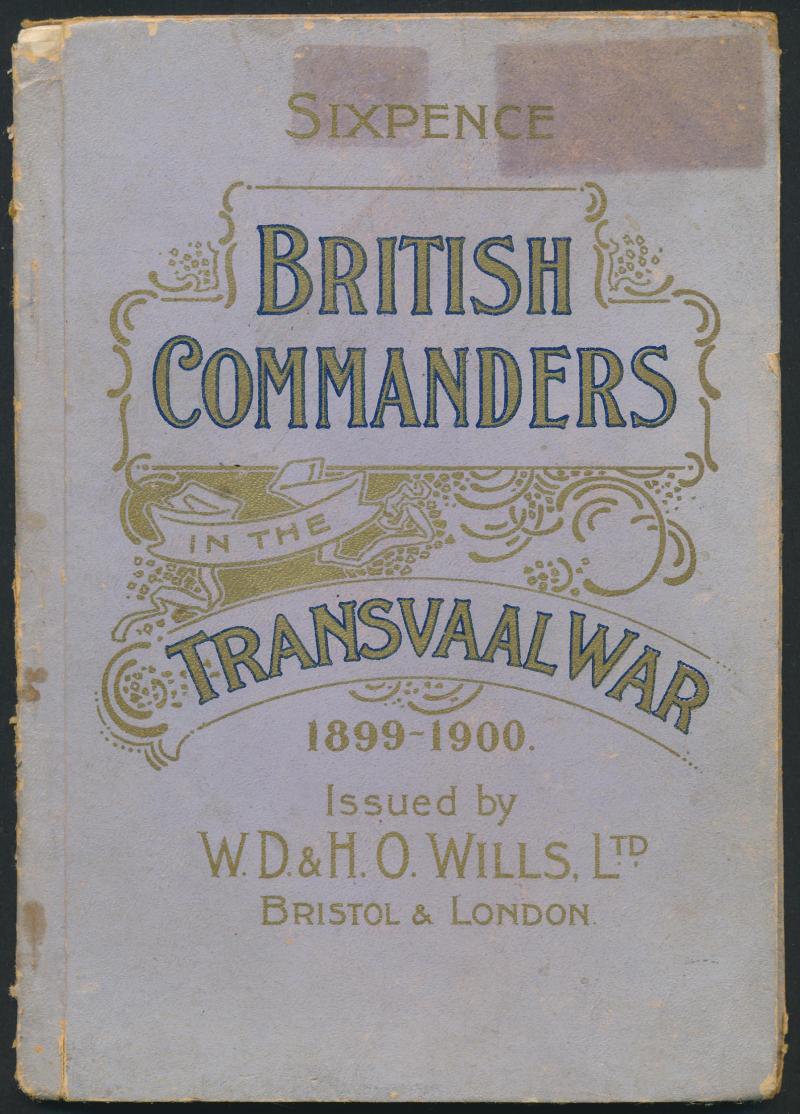 SIXPENCE
BRITISH
COMMANDERS
IN THE
TRANSVAAL WAR
1899~1900.
Issued by
W. D. & H. O. WILLS, LTD.
BRISTOL & LONDON.